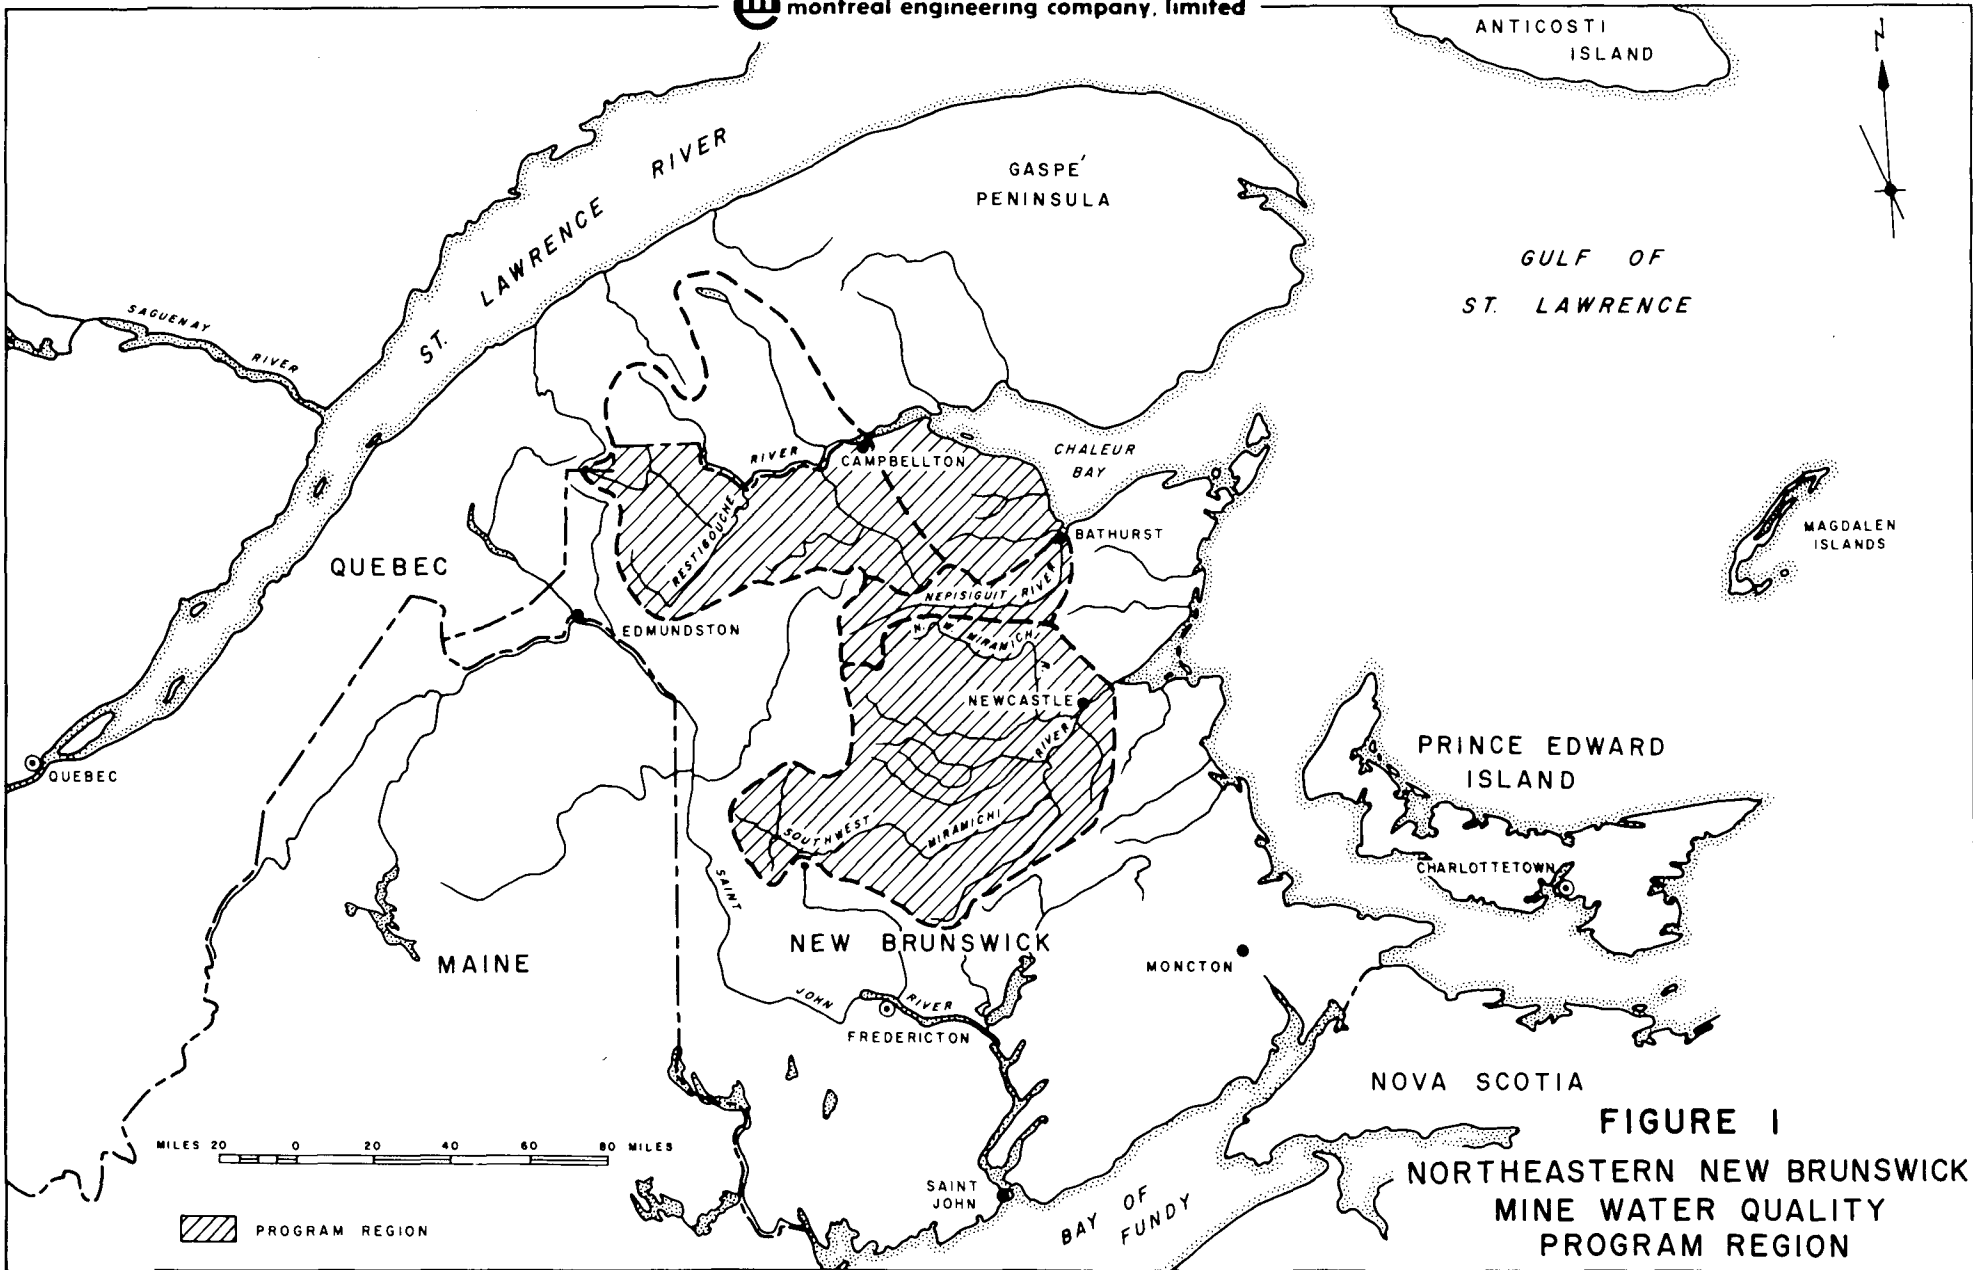 montreal engineering company, limited
ANTICOSTI
ISLAND
N
ST. LAWRENCE RIVER
GASPÉ
PENINSULA
GULF OF
ST. LAWRENCE
SAGUENAY RIVER
CHALEUR
BAY
RIVER
CAMPBELLTON
RESTIGOUCHE
BATHURST
MAGDALEN
ISLANDS
QUEBEC
NEPISIGUIT RIVER
EDMUNDSTON
N. W. MIRAMICHI R.
NEWCASTLE
RIVER
PRINCE EDWARD
ISLAND
QUEBEC
SOUTHWEST MIRAMICHI
CHARLOTTETOWN
SAINT JOHN RIVER
NEW BRUNSWICK
MAINE
MONCTON
FREDERICTON
NOVA SCOTIA
MILES 20 0 20 40 60 80 MILES
SAINT
JOHN
BAY OF
FUNDY
PROGRAM REGION
FIGURE 1
NORTHEASTERN NEW BRUNSWICK
MINE WATER QUALITY
PROGRAM REGION